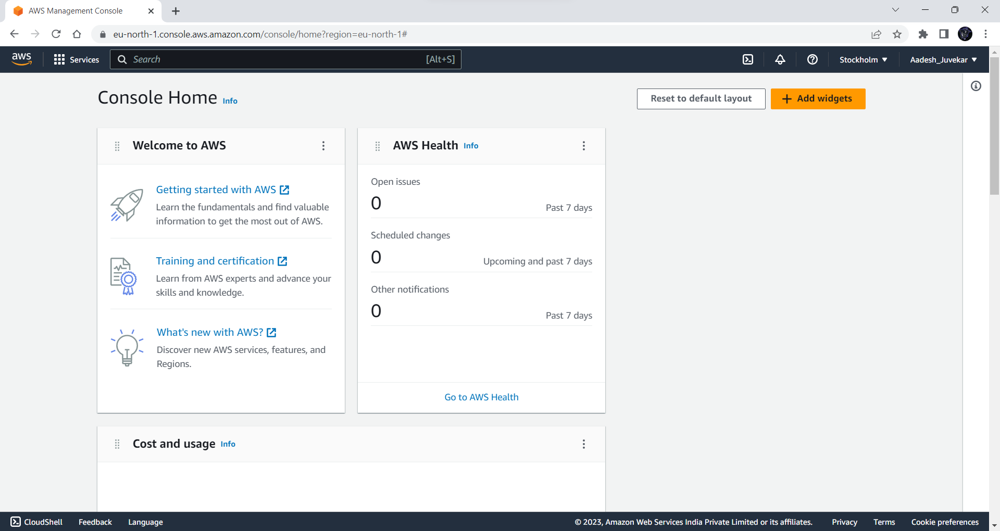 AWS Management Console
eu-north-1.console.aws.amazon.com/console/home?region=eu-north-1#
aws
Services
Search
[Alt+S]
Stockholm
Aadesh_Juvekar
Console Home Info
Reset to default layout
Add widgets
Welcome to AWS
Getting started with AWS
Learn the fundamentals and find valuable
information to get the most out of AWS.
Training and certification
Learn from AWS experts and advance your
skills and knowledge.
What's new with AWS?
Discover new AWS services, features, and
Regions.
AWS Health Info
Open issues
0
Past 7 days
Scheduled changes
0
Upcoming and past 7 days
Other notifications
0
Past 7 days
Go to AWS Health
Cost and usage Info
CloudShell
Feedback
Language
© 2023, Amazon Web Services India Private Limited or its affiliates.
Privacy
Terms
Cookie preferences